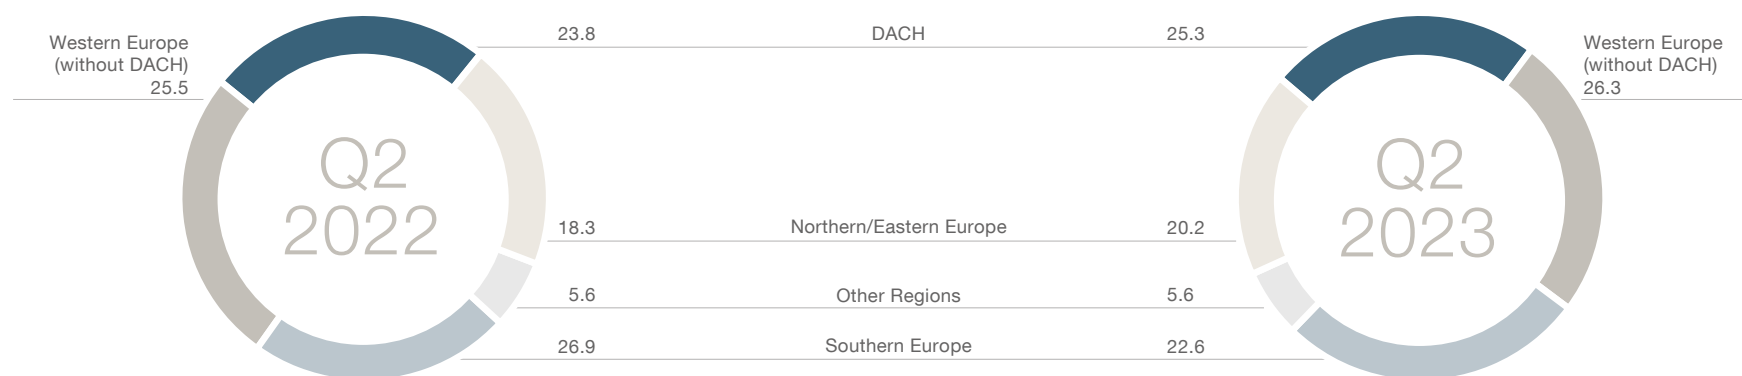 Western Europe
(without DACH)
25.5
Q2
2022
23.8 DACH 25.3
18.3 Northern/Eastern Europe 20.2
5.6 Other Regions 5.6
26.9 Southern Europe 22.6
Q2
2023
Western Europe
(without DACH)
26.3